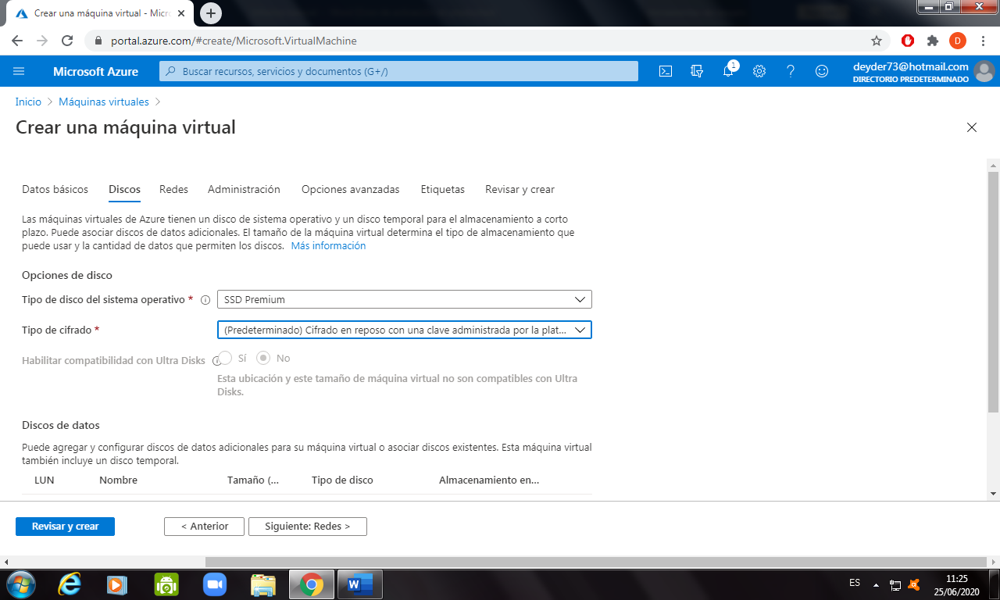 Crear una máquina virtual - Micro
portal.azure.com/#create/Microsoft.VirtualMachine
D
Microsoft Azure
Buscar recursos, servicios y documentos (G+/)
1
deyder73@hotmail.com
DIRECTORIO PREDETERMINADO
Inicio > Máquinas virtuales >
Crear una máquina virtual
Datos básicos Discos Redes Administración Opciones avanzadas Etiquetas Revisar y crear
Las máquinas virtuales de Azure tienen un disco de sistema operativo y un disco temporal para el almacenamiento a corto
plazo. Puede asociar discos de datos adicionales. El tamaño de la máquina virtual determina el tipo de almacenamiento que
puede usar y la cantidad de datos que permiten los discos. Más información
Opciones de disco
Tipo de disco del sistema operativo * SSD Premium
Tipo de cifrado * (Predeterminado) Cifrado en reposo con una clave administrada por la plat...
Habilitar compatibilidad con Ultra Disks Sí No
Esta ubicación y este tamaño de máquina virtual no son compatibles con Ultra
Disks.
Discos de datos
Puede agregar y configurar discos de datos adicionales para su máquina virtual o asociar discos existentes. Esta máquina virtual
también incluye un disco temporal.
LUN Nombre Tamaño (... Tipo de disco Almacenamiento en...
Revisar y crear < Anterior Siguiente: Redes >
ES
11:25
25/06/2020